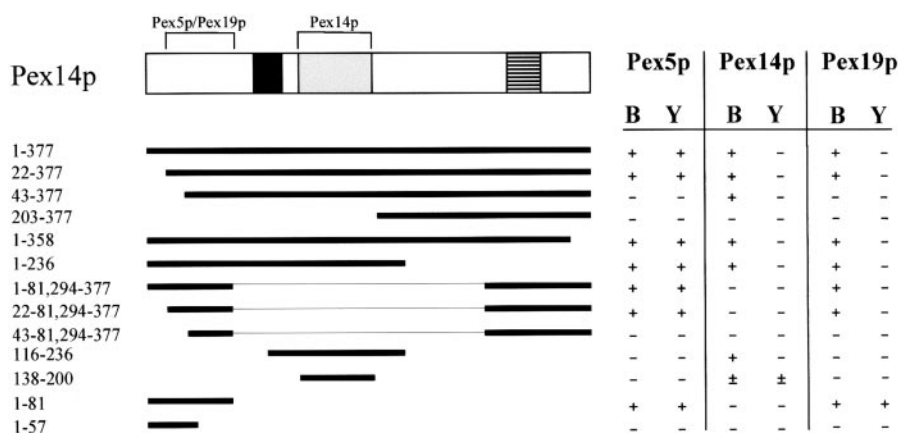 Pex5p/Pex19p Pex14p
Pex14p
Pex5p Pex14p Pex19p
B Y B Y B Y
1-377 + + + – + –
22-377 + + + – + –
43-377 – – + – – –
203-377 – – – – – –
1-358 + + + – + –
1-236 + + + – + –
1-81,294-377 + + – – + –
22-81,294-377 + + – – + –
43-81,294-377 – – – – – –
116-236 – – + – – –
138-200 – – ± ± – –
1-81 + + – – + +
1-57 – – – – – –